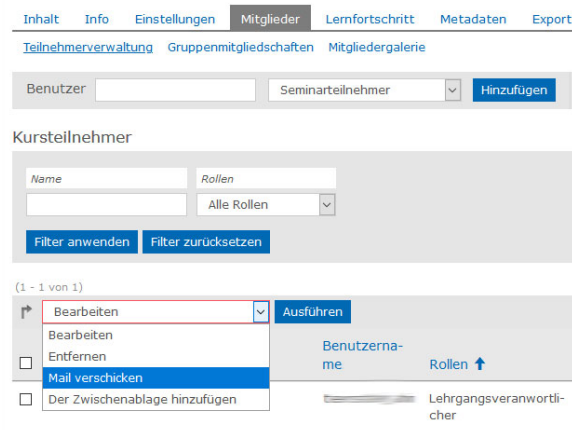 Inhalt Info Einstellungen Mitglieder Lernfortschritt Metadaten Export
Teilnehmerverwaltung Gruppenmitgliedschaften Mitgliedergalerie
Benutzer Seminarteilnehmer Hinzufügen
Kursteilnehmer
Name Rollen
Alle Rollen
Filter anwenden Filter zurücksetzen
(1 - 1 von 1)
Bearbeiten Ausführen
Bearbeiten
Entfernen
Mail verschicken
Der Zwischenablage hinzufügen
Benutzerna-
me Rollen
Lehrgangsverantwortli-
cher